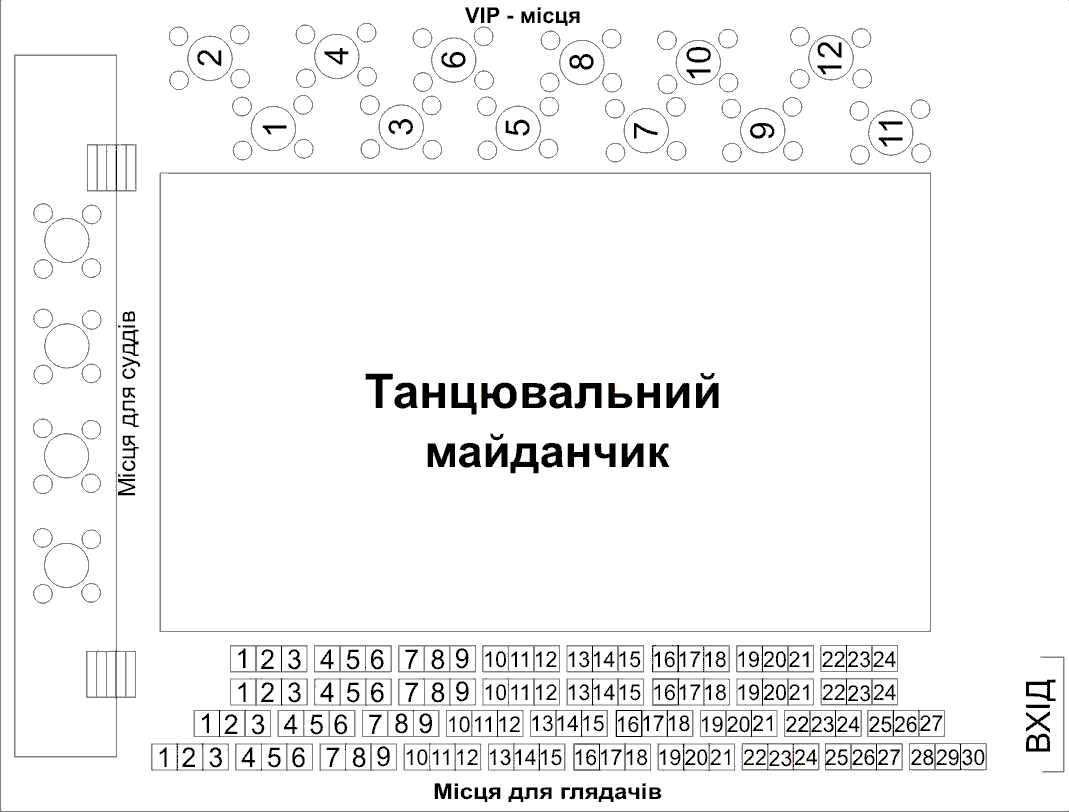 VIP - місця
2 4 6 8 10 12
1 3 5 7 9 11
Місця для суддів
Танцювальний
майданчик
1 2 3 4 5 6 7 8 9 10 11 12 13 14 15 16 17 18 19 20 21 22 23 24
1 2 3 4 5 6 7 8 9 10 11 12 13 14 15 16 17 18 19 20 21 22 23 24
1 2 3 4 5 6 7 8 9 10 11 12 13 14 15 16 17 18 19 20 21 22 23 24 25 26 27
1 2 3 4 5 6 7 8 9 10 11 12 13 14 15 16 17 18 19 20 21 22 23 24 25 26 27 28 29 30
ВХІД
Місця для глядачів